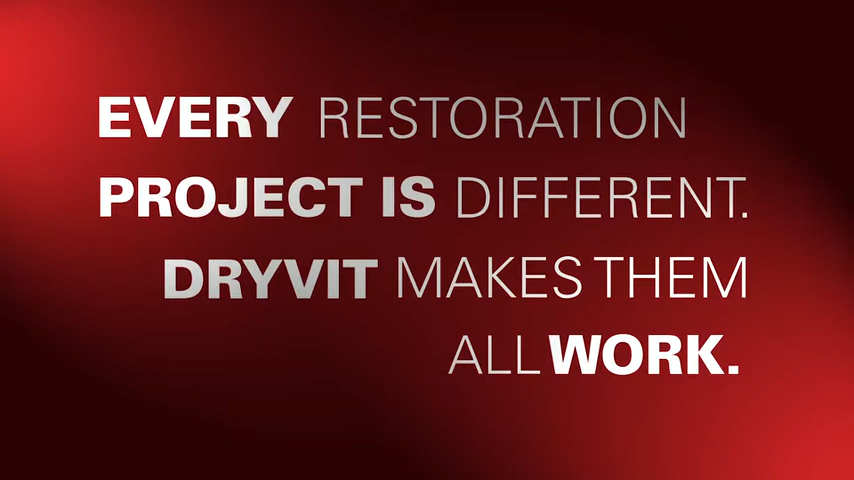 EVERY RESTORATION
PROJECT IS DIFFERENT.
DRYVIT MAKES THEM
ALL WORK.